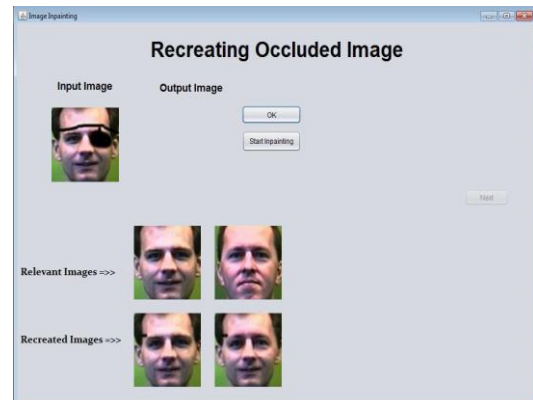 Image Inpainting
Recreating Occluded Image
Input Image
Output Image
OK
Start Inpainting
Next
Relevant Images =>>
Recreated Images =>>